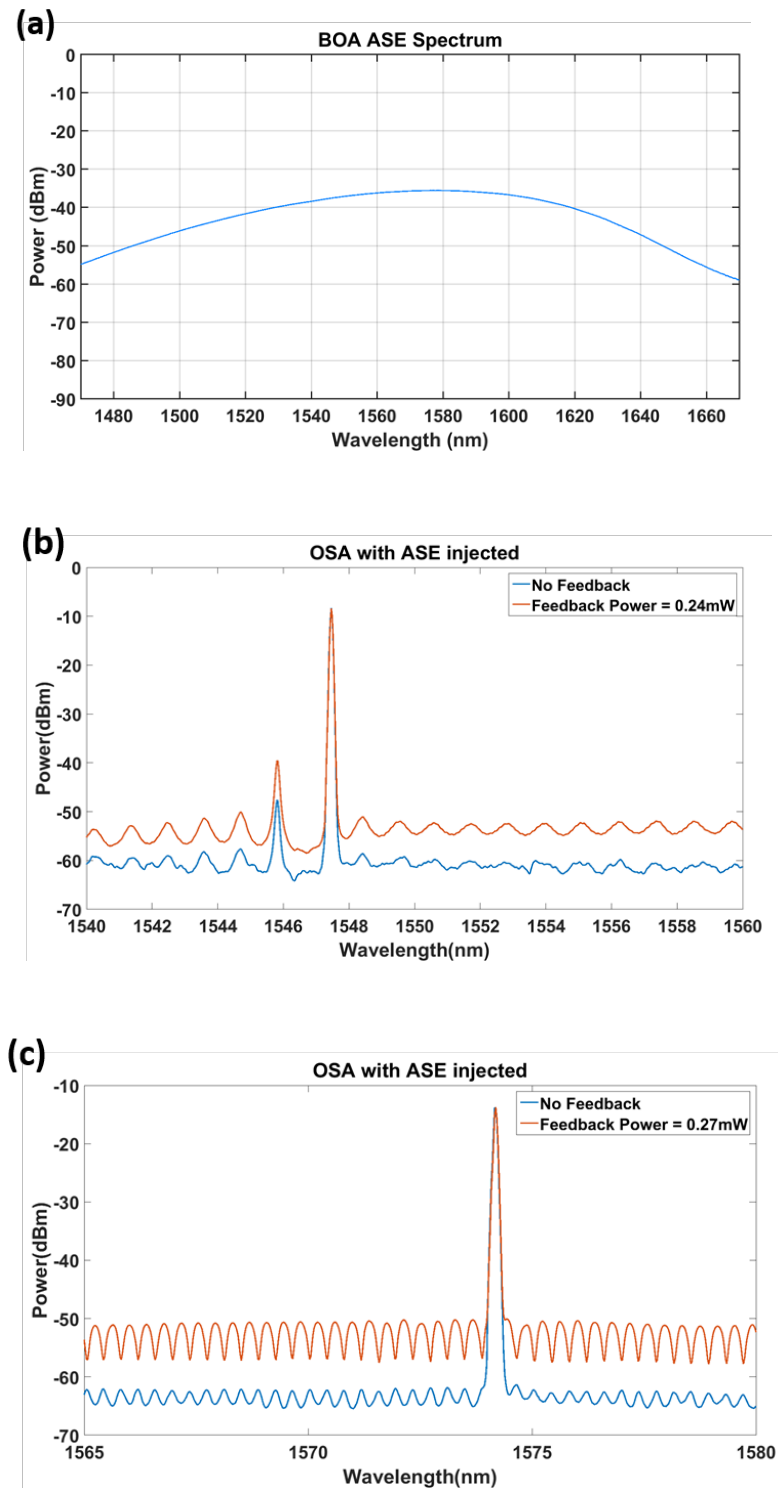 (a)
BOA ASE Spectrum
0
-10
-20
-30
-40
-50
-60
-70
-80
-90
Power (dBm)
1480 1500 1520 1540 1560 1580 1600 1620 1640 1660
Wavelength (nm)
(b)
OSA with ASE injected
No Feedback
Feedback Power = 0.24mW
0
-10
-20
-30
-40
-50
-60
-70
Power(dBm)
1540 1542 1544 1546 1548 1550 1552 1554 1556 1558 1560
Wavelength(nm)
(c)
OSA with ASE injected
No Feedback
Feedback Power = 0.27mW
-10
-20
-30
-40
-50
-60
-70
Power(dBm)
1565 1570 1575 1580
Wavelength(nm)